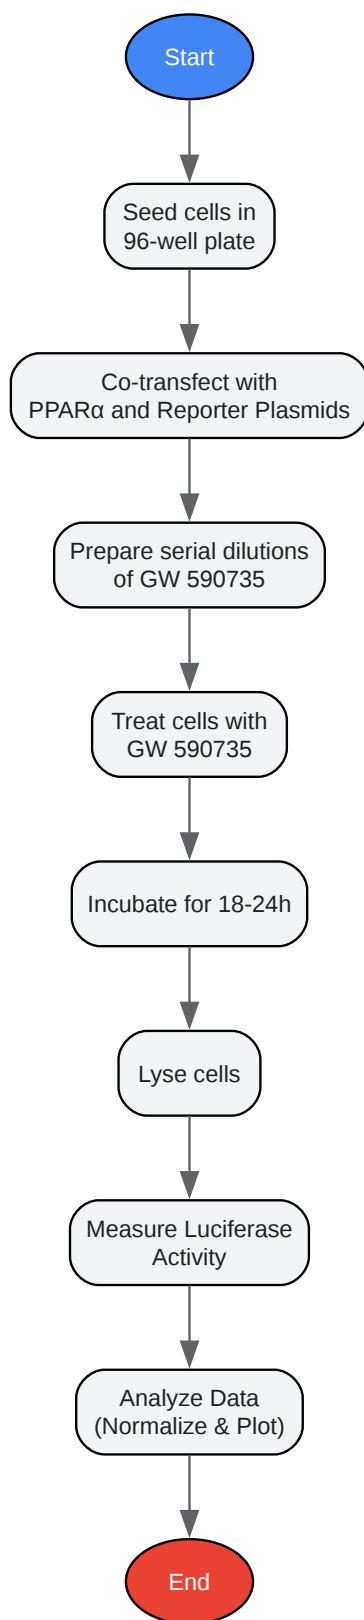 Start
Seed cells in
96-well plate
Co-transfect with
PPARα and Reporter Plasmids
Prepare serial dilutions
of GW 590735
Treat cells with
GW 590735
Incubate for 18-24h
Lyse cells
Measure Luciferase
Activity
Analyze Data
(Normalize & Plot)
End